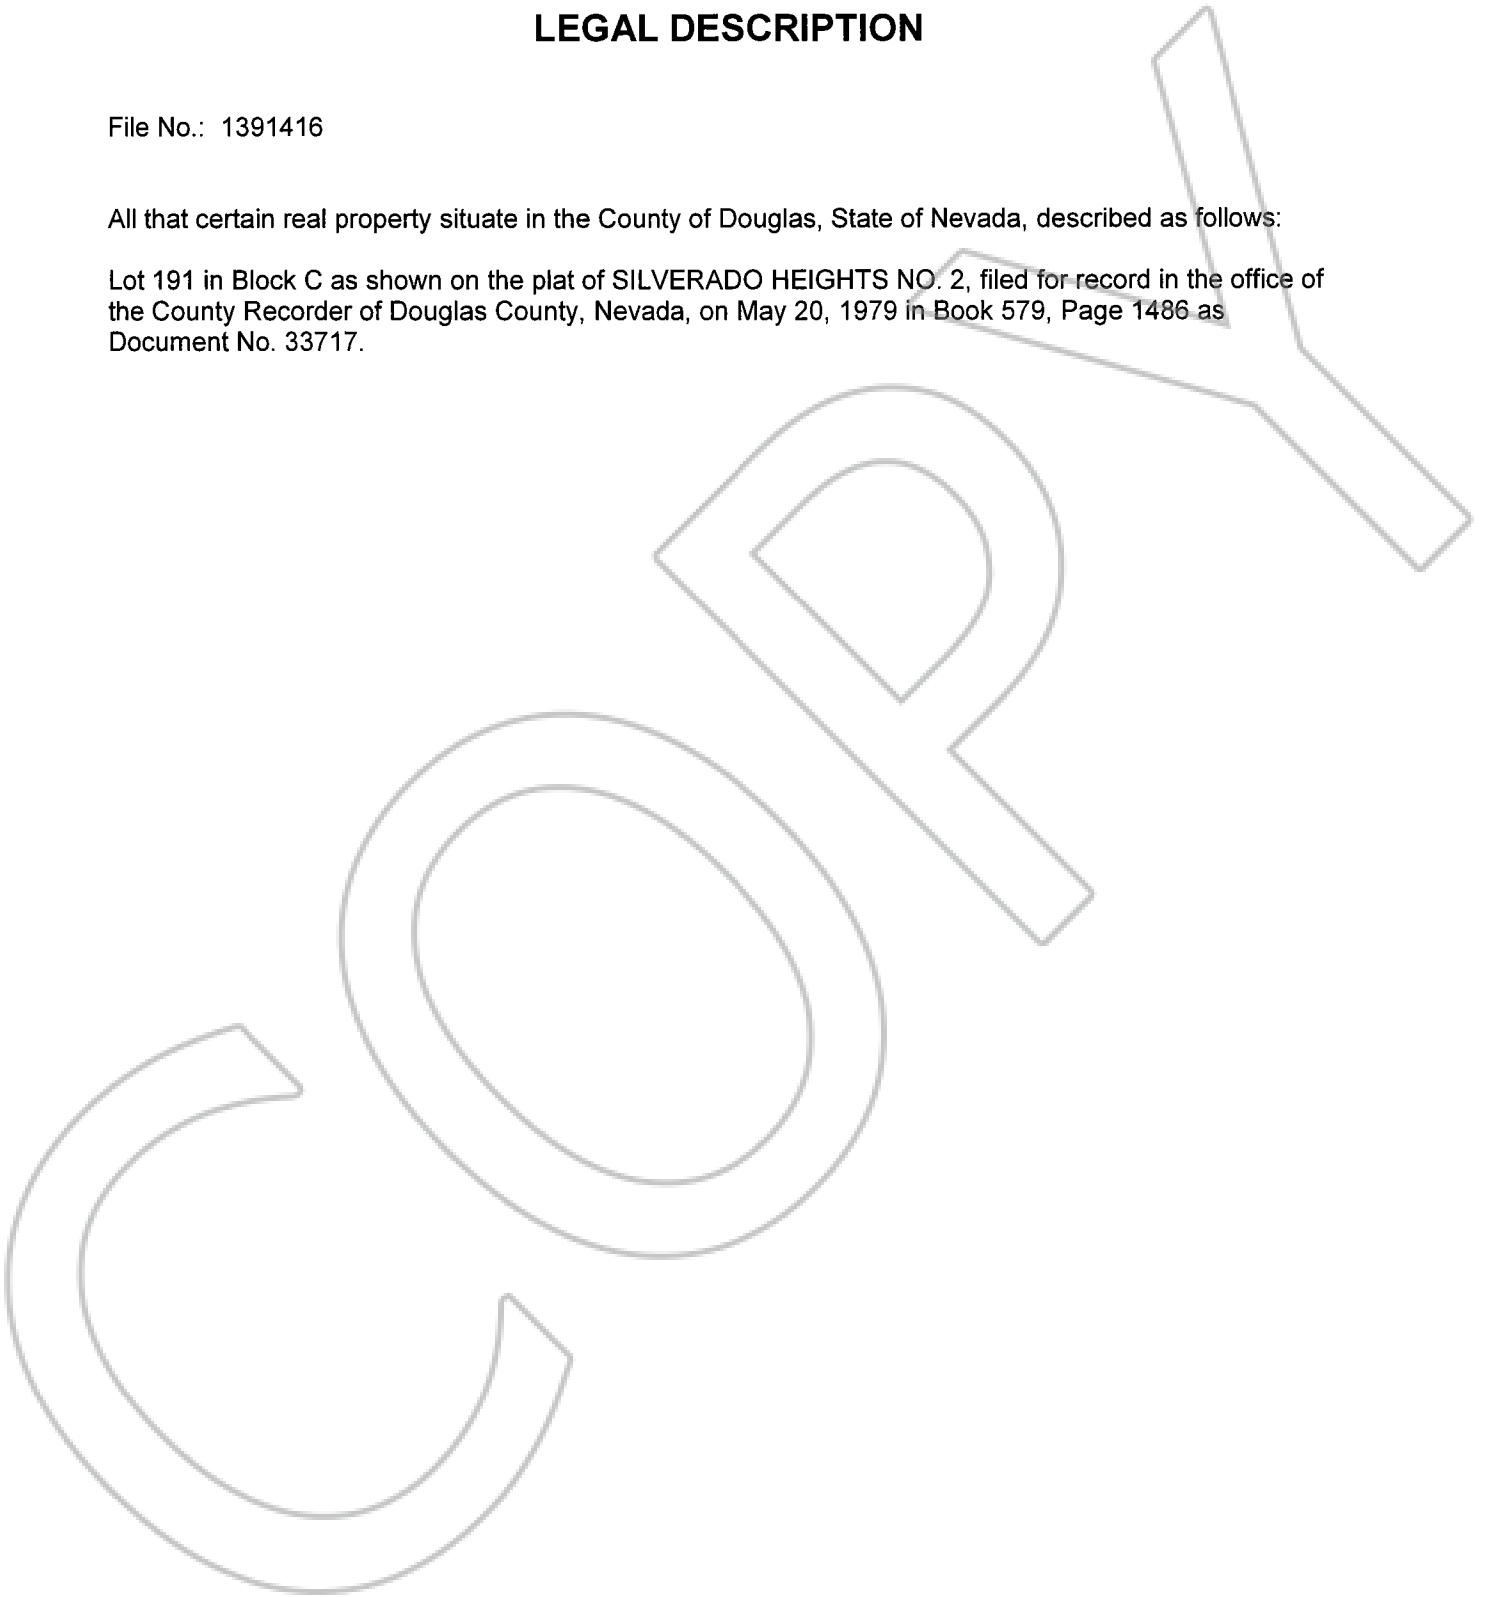 LEGAL DESCRIPTION
File No.: 1391416
All that certain real property situate in the County of Douglas, State of Nevada, described as follows:
Lot 191 in Block C as shown on the plat of SILVERADO HEIGHTS NO. 2, filed for record in the office of
the County Recorder of Douglas County, Nevada, on May 20, 1979 in Book 579, Page 1486 as
Document No. 33717.
COPY